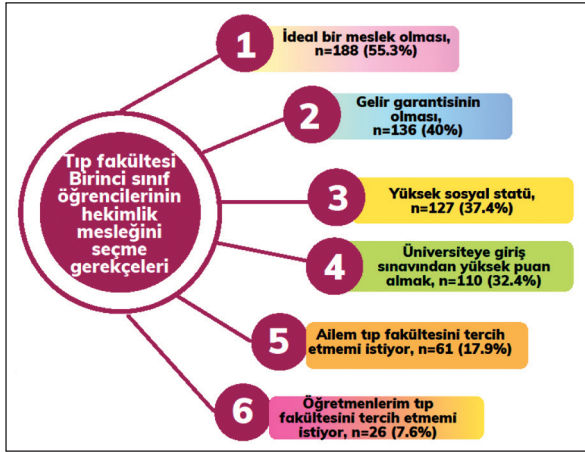 Tıp fakültesi
Birinci sınıf
öğrencilerinin
hekimlik
mesleğini
seçme
gerekçeleri
1
İdeal bir meslek olması,
n=188 (55.3%)
2
Gelir garantisinin
olması,
n=136 (40%)
3
Yüksek sosyal statü,
n=127 (37.4%)
4
Üniversiteye giriş
sınavından yüksek puan
almak, n=110 (32.4%)
5
Ailem tıp fakültesini tercih
etmemi istiyor, n=61 (17.9%)
6
Öğretmenlerim tıp
fakültesini tercih etmemi
istiyor, n=26 (7.6%)